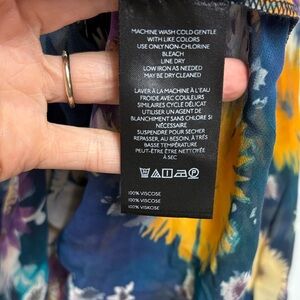 MACHINE WASH COLD GENTLE
WITH LIKE COLORS
USE ONLY NON-CHLORINE
BLEACH
LINE DRY
LOW IRON AS NEEDED
MAY BE DRY CLEANED
LAVER À LA MACHINE À L'EAU
FROIDE AVEC COULEURS
SIMILAIRES CYCLE DÉLICAT
UTILISER UN AGENT DE
BLANCHIMENT SANS CHLORE SI
NÉCESSAIRE
SUSPENDRE POUR SÉCHER
REPASSER, AU BESOIN, À TRÈS
BASSE TEMPÉRATURE
PEUT-ÊTRE ÊTRE NETTOYÉE
À SEC
100% VISCOSE
100% VISCOSE
100% VISKOSE